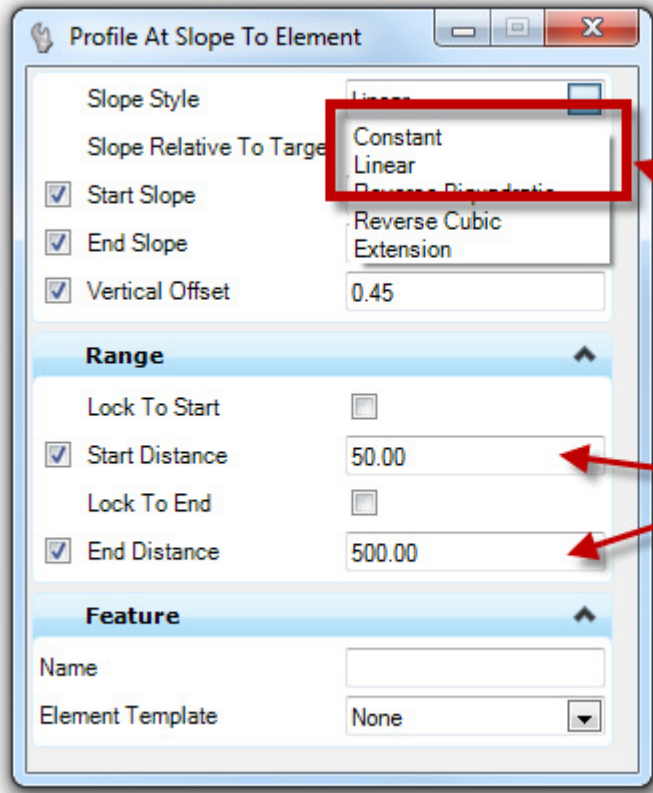 Profile At Slope To Element
Slope Style Linear
Slope Relative To Targe
Constant
Linear
Start Slope
Reverse Biquadratic
Reverse Cubic
End Slope
Extension
Vertical Offset 0.45
Range
Lock To Start
Start Distance 50.00
Lock To End
End Distance 500.00
Feature
Name
Element Template None